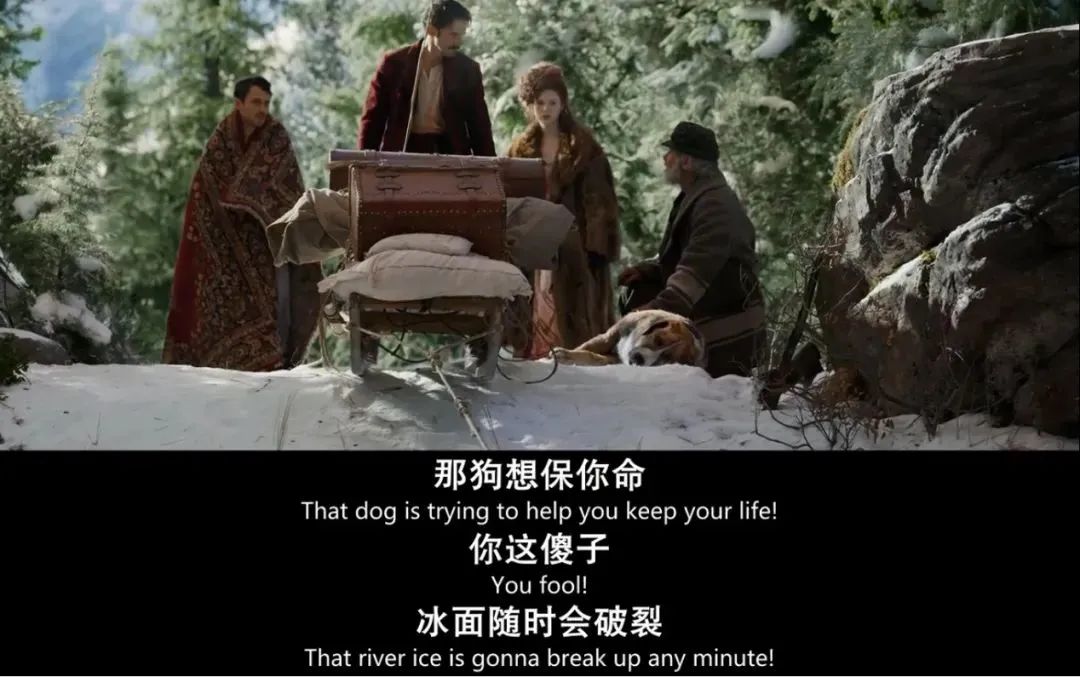 那狗想保你命
That dog is trying to help you keep your life!
你这傻子
You fool!
冰面随时会破裂
That river ice is gonna break up any minute!